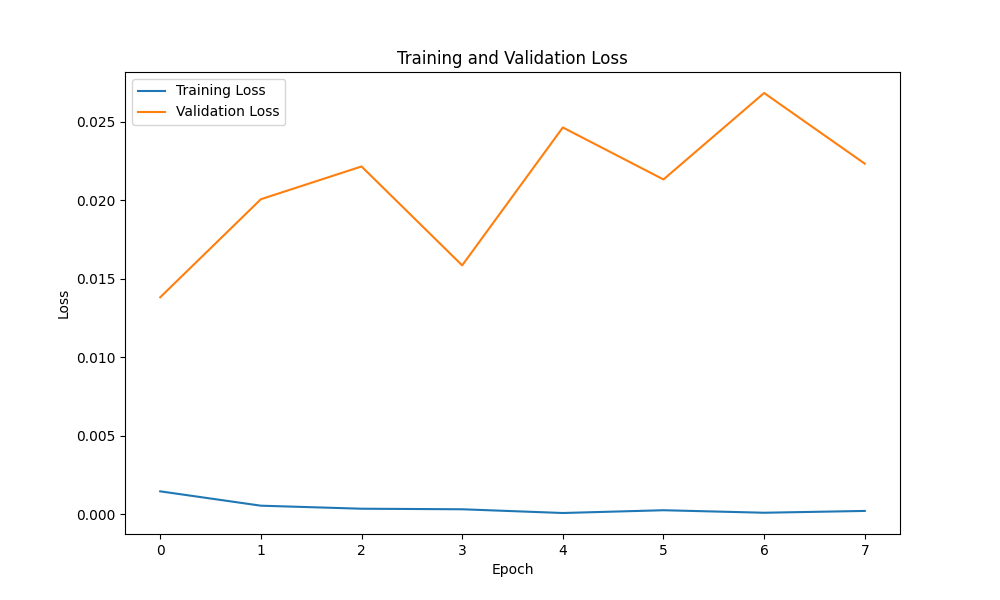 Training and Validation Loss
Training Loss
Validation Loss
0.025
0.020
0.015
0.010
0.005
0.000
Loss
0 1 2 3 4 5 6 7
Epoch